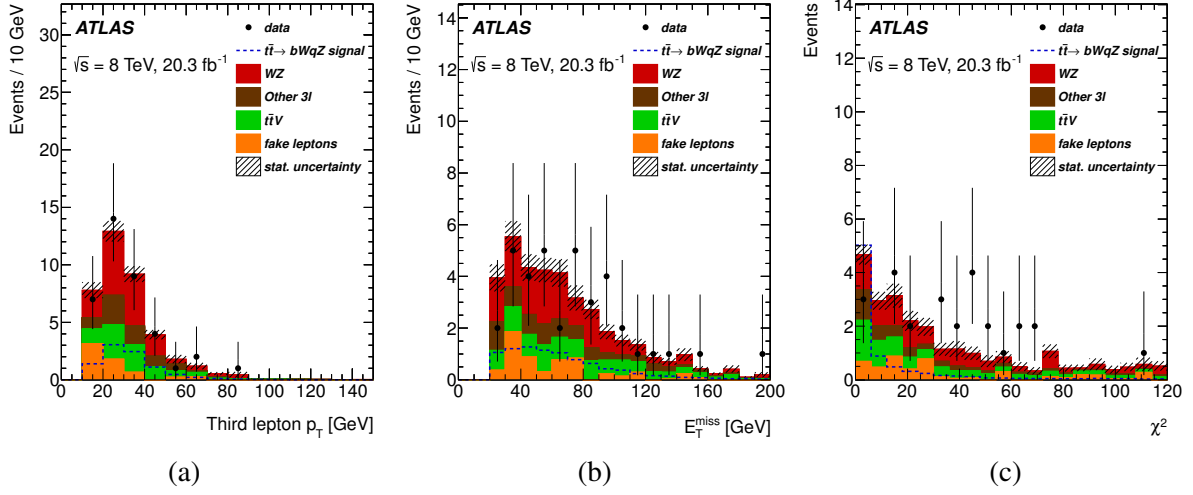 Events / 10 GeV
30
25
20
15
10
5
0
0 20 40 60 80 100 120 140
Third lepton p_T [GeV]
ATLAS
√s = 8 TeV, 20.3 fb⁻¹
data
tt̄→ bWqZ signal
WZ
Other 3l
tt̄V
fake leptons
stat. uncertainty
(a)
Events / 10 GeV
14
12
10
8
6
4
2
0
0 40 80 120 160 200
E_T^miss [GeV]
ATLAS
√s = 8 TeV, 20.3 fb⁻¹
data
tt̄→ bWqZ signal
WZ
Other 3l
tt̄V
fake leptons
stat. uncertainty
(b)
Events
14
12
10
8
6
4
2
0
0 20 40 60 80 100 120
χ²
ATLAS
√s = 8 TeV, 20.3 fb⁻¹
data
tt̄→ bWqZ signal
WZ
Other 3l
tt̄V
fake leptons
stat. uncertainty
(c)